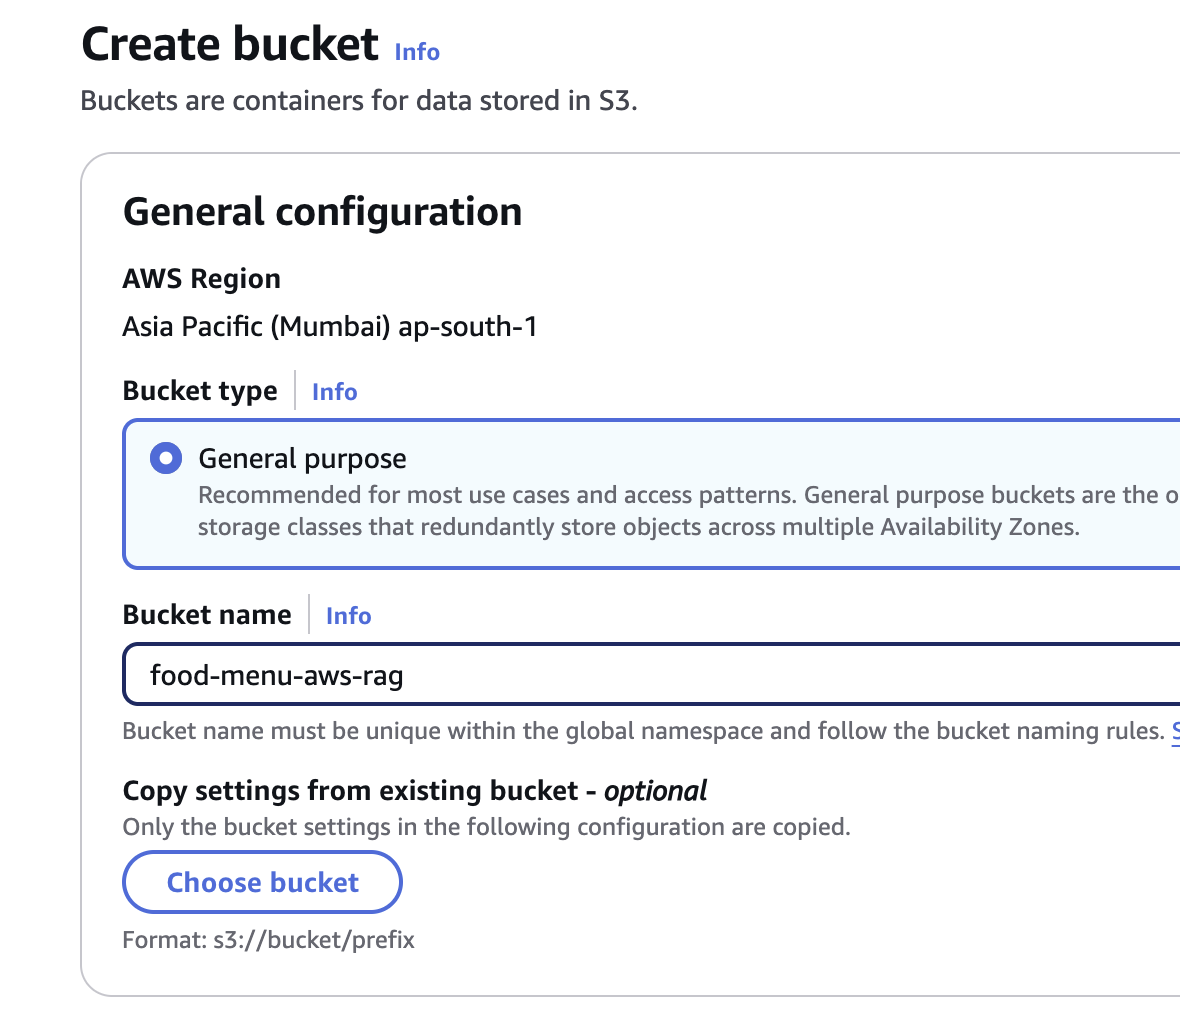 Create bucket Info
Buckets are containers for data stored in S3.
General configuration
AWS Region
Asia Pacific (Mumbai) ap-south-1
Bucket type Info
General purpose
Recommended for most use cases and access patterns. General purpose buckets are the
storage classes that redundantly store objects across multiple Availability Zones.
Bucket name Info
food-menu-aws-rag
Bucket name must be unique within the global namespace and follow the bucket naming rules.
Copy settings from existing bucket - optional
Only the bucket settings in the following configuration are copied.
Choose bucket
Format: s3://bucket/prefix